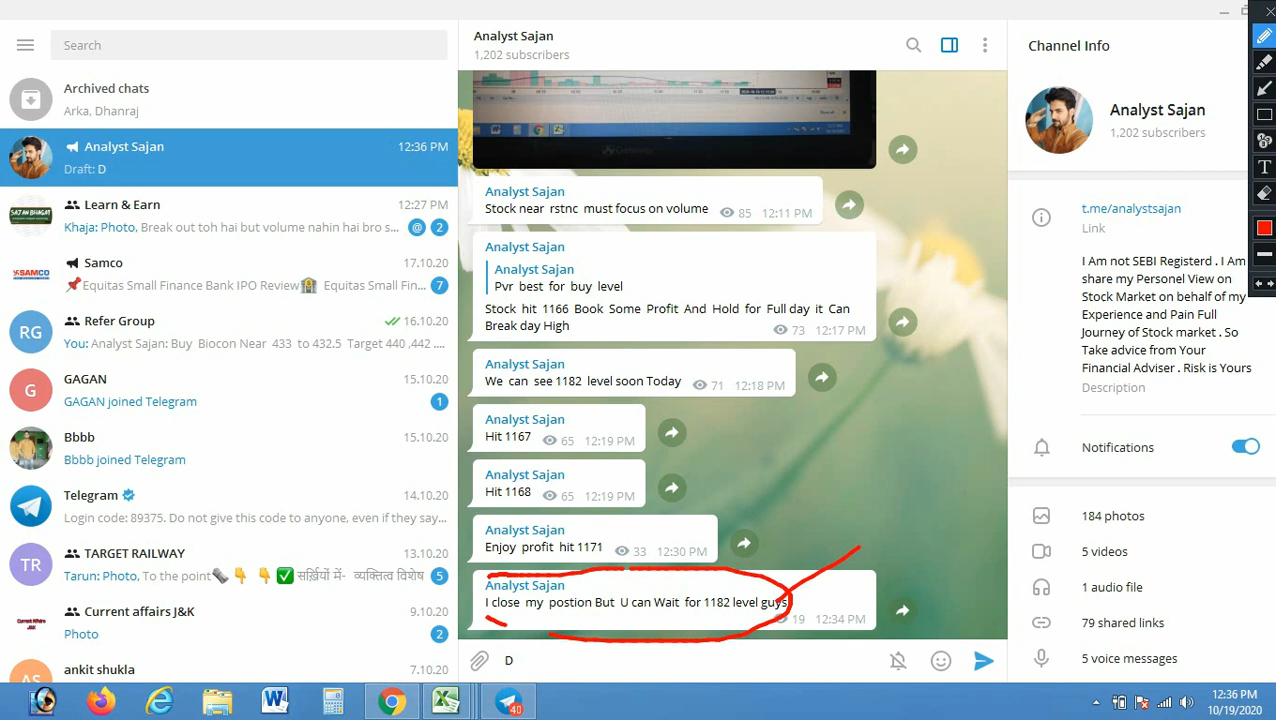 Search
Archived chats
Arka, Dalal
Analyst Sajan
12:36 PM
Draft: D
Learn & Earn
12:27 PM
Khaja: Photo, Break out toh hai but volume nahin hai bro s...
@
2
SAJAN BHAGAT
Samco
17.10.20
📌Equitas Small Finance Bank IPO Review🏦 Equitas Small Fin...
7
SAMCO
RG
Refer Group
16.10.20
You: Analyst Sajan: Buy Biocon Near 433 to 432.5 Target 440 ,442 ....
G
GAGAN
15.10.20
GAGAN joined Telegram
1
Bbbb
15.10.20
Bbbb joined Telegram
Telegram
14.10.20
Login code: 89375. Do not give this code to anyone, even if they say...
TR
TARGET RAILWAY
13.10.20
Tarun: Photo, To the point
👇 👇 ✅ सर्ख़ियों में- व्यक्तित्व विशेष
5
Current affairs J&K
9.10.20
Photo
2
AS
ankit shukla
7.10.20
Analyst Sajan
1,202 subscribers
Gateway
Analyst Sajan
Stock near rstnc must focus on volume
85 12:11 PM
Analyst Sajan
Analyst Sajan
Pvr best for buy level
Stock hit 1166 Book Some Profit And Hold for Full day it Can
Break day High
73 12:17 PM
Analyst Sajan
We can see 1182 level soon Today
71 12:18 PM
Analyst Sajan
Hit 1167
65 12:19 PM
Analyst Sajan
Hit 1168
65 12:19 PM
Analyst Sajan
Enjoy profit hit 1171
33 12:30 PM
Analyst Sajan
I close my postion But U can Wait for 1182 level guys
19 12:34 PM
D
Channel Info
Analyst Sajan
1,202 subscribers
t.me/analystsajan
Link
I Am not SEBI Registerd . I Am
share my Personel View on
Stock Market on behalf of my
Experience and Pain Full
Journey of Stock market . So
Take advice from Your
Financial Adviser . Risk is Yours
Description
Notifications
184 photos
5 videos
1 audio file
79 shared links
5 voice messages
T
40
12:36 PM
10/19/2020